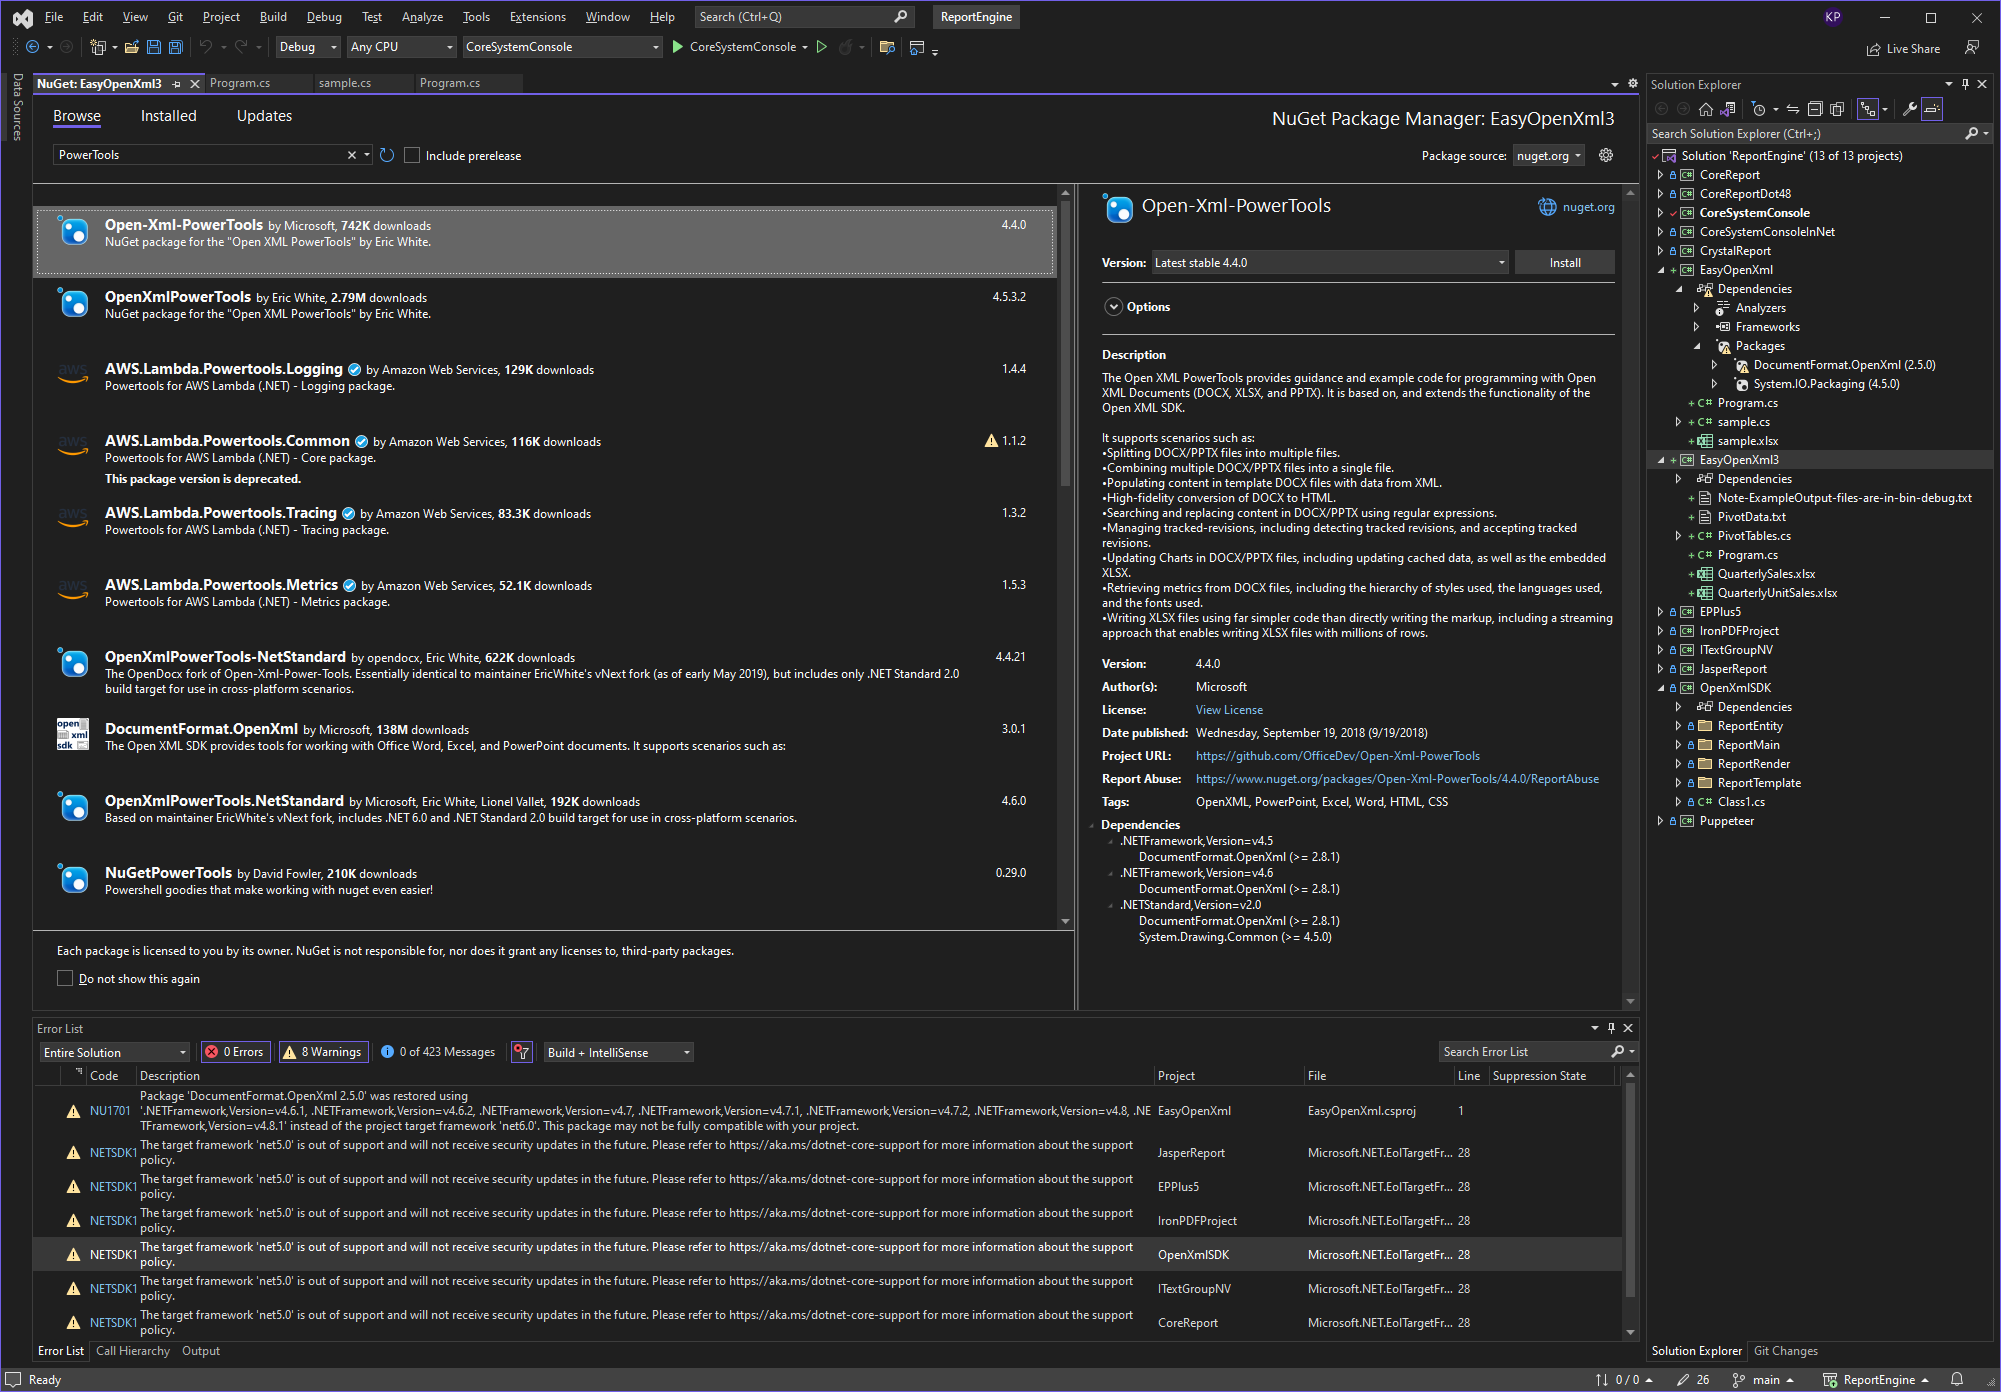 File Edit View Git Project Build Debug Test Analyze Tools Extensions Window Help Search (Ctrl+Q) ReportEngine KP
Debug Any CPU CoreSystemConsole CoreSystemConsole Live Share
Data Sources
NuGet: EasyOpenXml3 Program.cs sample.cs Program.cs
Browse Installed Updates
NuGet Package Manager: EasyOpenXml3
PowerTools Include prerelease
Package source: nuget.org
Open-Xml-PowerTools by Microsoft, 742K downloads 4.4.0
NuGet package for the "Open XML PowerTools" by Eric White.
OpenXmlPowerTools by Eric White, 2.79M downloads 4.5.3.2
NuGet package for the "Open XML PowerTools" by Eric White.
aws AWS.Lambda.Powertools.Logging by Amazon Web Services, 129K downloads 1.4.4
Powertools for AWS Lambda (.NET) - Logging package.
aws AWS.Lambda.Powertools.Common by Amazon Web Services, 116K downloads 1.1.2
Powertools for AWS Lambda (.NET) - Core package.
This package version is deprecated.
aws AWS.Lambda.Powertools.Tracing by Amazon Web Services, 83.3K downloads 1.3.2
Powertools for AWS Lambda (.NET) - Tracing package.
aws AWS.Lambda.Powertools.Metrics by Amazon Web Services, 52.1K downloads 1.5.3
Powertools for AWS Lambda (.NET) - Metrics package.
OpenXmlPowerTools-NetStandard by opendocx, Eric White, 622K downloads 4.4.21
The OpenDocx fork of Open-Xml-Power-Tools. Essentially identical to maintainer EricWhite's vNext fork (as of early May 2019), but includes only .NET Standard 2.0
build target for use in cross-platform scenarios.
open xml sdk DocumentFormat.OpenXml by Microsoft, 138M downloads 3.0.1
The Open XML SDK provides tools for working with Office Word, Excel, and PowerPoint documents. It supports scenarios such as:
OpenXmlPowerTools.NetStandard by Microsoft, Eric White, Lionel Vallet, 192K downloads 4.6.0
Based on maintainer EricWhite's vNext fork, includes .NET 6.0 and .NET Standard 2.0 build target for use in cross-platform scenarios.
NuGetPowerTools by David Fowler, 210K downloads 0.29.0
Powershell goodies that make working with nuget even easier!
Each package is licensed to you by its owner. NuGet is not responsible for, nor does it grant any licenses to, third-party packages.
Do not show this again
Open-Xml-PowerTools nuget.org
Version: Latest stable 4.4.0 Install
Options
Description
The Open XML PowerTools provides guidance and example code for programming with Open
XML Documents (DOCX, XLSX, and PPTX). It is based on, and extends the functionality of the
Open XML SDK.
It supports scenarios such as:
•Splitting DOCX/PPTX files into multiple files.
•Combining multiple DOCX/PPTX files into a single file.
•Populating content in template DOCX files with data from XML.
•High-fidelity conversion of DOCX to HTML.
•Searching and replacing content in DOCX/PPTX using regular expressions.
•Managing tracked-revisions, including detecting tracked revisions, and accepting tracked
revisions.
•Updating Charts in DOCX/PPTX files, including updating cached data, as well as the embedded
XLSX.
•Retrieving metrics from DOCX files, including the hierarchy of styles used, the languages used,
and the fonts used.
•Writing XLSX files using far simpler code than directly writing the markup, including a streaming
approach that enables writing XLSX files with millions of rows.
Version: 4.4.0
Author(s): Microsoft
License: View License
Date published: Wednesday, September 19, 2018 (9/19/2018)
Project URL: https://github.com/OfficeDev/Open-Xml-PowerTools
Report Abuse: https://www.nuget.org/packages/Open-Xml-PowerTools/4.4.0/ReportAbuse
Tags: OpenXML, PowerPoint, Excel, Word, HTML, CSS
Dependencies
.NETFramework,Version=v4.5
DocumentFormat.OpenXml (>= 2.8.1)
.NETFramework,Version=v4.6
DocumentFormat.OpenXml (>= 2.8.1)
.NETStandard,Version=v2.0
DocumentFormat.OpenXml (>= 2.8.1)
System.Drawing.Common (>= 4.5.0)
Solution Explorer
Search Solution Explorer (Ctrl+;)
Solution 'ReportEngine' (13 of 13 projects)
C# CoreReport
C# CoreReportDot48
C# CoreSystemConsole
C# CoreSystemConsoleInNet
C# CrystalReport
C# EasyOpenXml
Dependencies
Analyzers
Frameworks
Packages
DocumentFormat.OpenXml (2.5.0)
System.IO.Packaging (4.5.0)
C# Program.cs
C# sample.cs
sample.xlsx
C# EasyOpenXml3
Dependencies
Note-ExampleOutput-files-are-in-bin-debug.txt
PivotData.txt
C# PivotTables.cs
C# Program.cs
QuarterlySales.xlsx
QuarterlyUnitSales.xlsx
C# EPPlus5
C# IronPDFProject
C# ITextGroupNV
C# JasperReport
C# OpenXmlSDK
Dependencies
ReportEntity
ReportMain
ReportRender
ReportTemplate
C# Class1.cs
C# Puppeteer
Error List
Entire Solution 0 Errors 8 Warnings 0 of 423 Messages Build + IntelliSense Search Error List
Code Description Project File Line Suppression State
Package 'DocumentFormat.OpenXml 2.5.0' was restored using
NU1701 '.NETFramework,Version=v4.6.1, .NETFramework,Version=v4.6.2, .NETFramework,Version=v4.7, .NETFramework,Version=v4.7.1, .NETFramework,Version=v4.7.2, .NETFramework,Version=v4.8, .NE EasyOpenXml EasyOpenXml.csproj 1
TFramework,Version=v4.8.1' instead of the project target framework 'net6.0'. This package may not be fully compatible with your project.
NETSDK1 The target framework 'net5.0' is out of support and will not receive security updates in the future. Please refer to https://aka.ms/dotnet-core-support for more information about the support
policy. JasperReport Microsoft.NET.EolTargetFr... 28
NETSDK1 The target framework 'net5.0' is out of support and will not receive security updates in the future. Please refer to https://aka.ms/dotnet-core-support for more information about the support
policy. EPPlus5 Microsoft.NET.EolTargetFr... 28
NETSDK1 The target framework 'net5.0' is out of support and will not receive security updates in the future. Please refer to https://aka.ms/dotnet-core-support for more information about the support
policy. IronPDFProject Microsoft.NET.EolTargetFr... 28
NETSDK1 The target framework 'net5.0' is out of support and will not receive security updates in the future. Please refer to https://aka.ms/dotnet-core-support for more information about the support
policy. OpenXmlSDK Microsoft.NET.EolTargetFr... 28
NETSDK1 The target framework 'net5.0' is out of support and will not receive security updates in the future. Please refer to https://aka.ms/dotnet-core-support for more information about the support
policy. ITextGroupNV Microsoft.NET.EolTargetFr... 28
NETSDK1 The target framework 'net5.0' is out of support and will not receive security updates in the future. Please refer to https://aka.ms/dotnet-core-support for more information about the support
policy. CoreReport Microsoft.NET.EolTargetFr... 28
Error List Call Hierarchy Output
Solution Explorer Git Changes
Ready 0 / 0 26 main ReportEngine